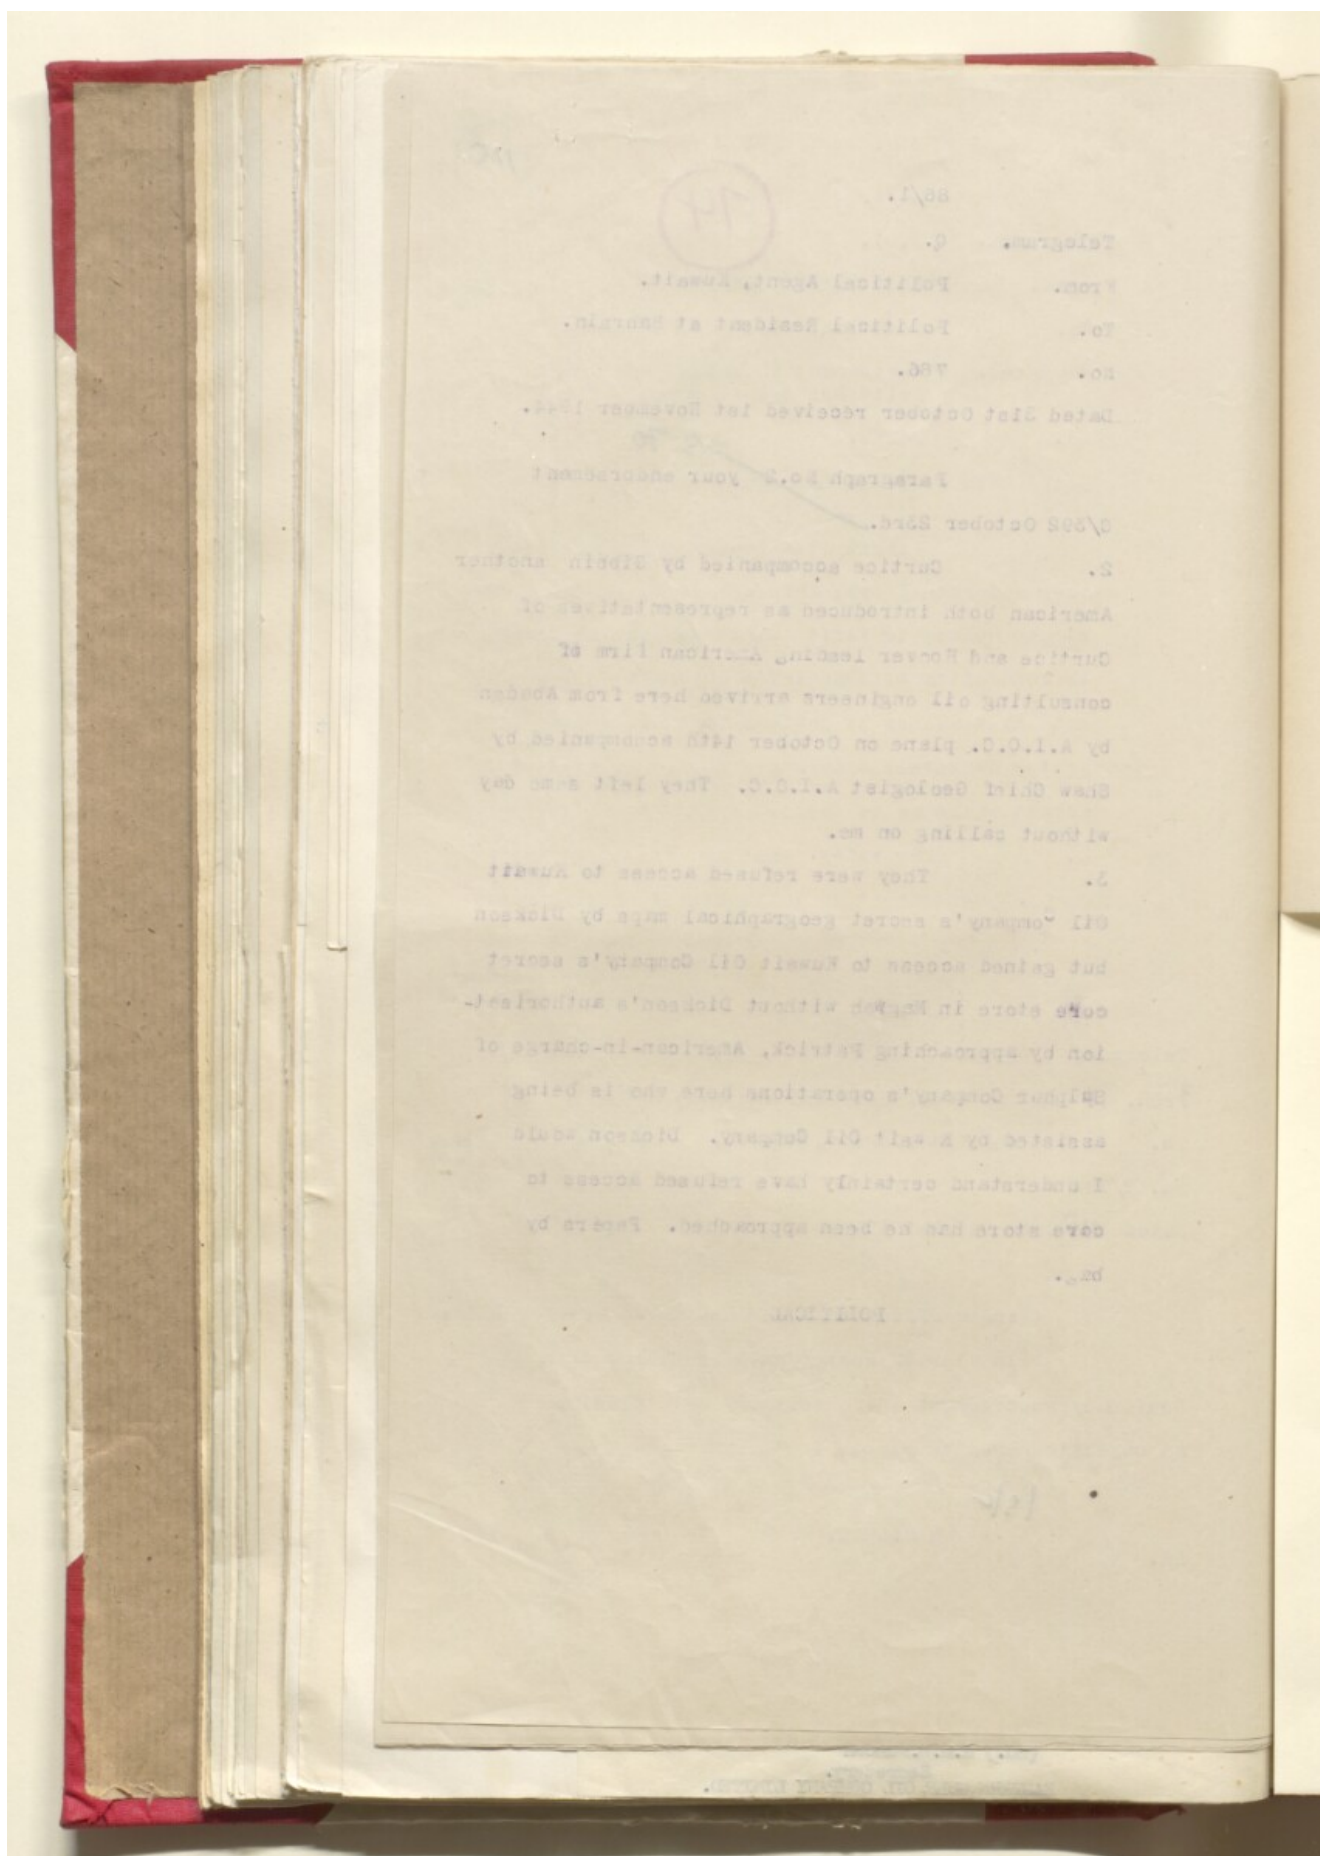 86/1.
74
Telegram. Q.
From. Political Agent, Kuwait.
To. Political Resident at Bahrain.
No. 786.
Dated 31st October received 1st November 1944.
Paragraph No.2 your endorsement
C/392 October 23rd.
2. Curtice accompanied by another
American both introduced as representatives of
Curtice and Hoover leading American firm of
consulting oil engineers arrived here from Abadan
by A.I.O.C. plane on October 14th accompanied by
Shaw Chief Geologist A.I.O.C. They left same day
without calling on me.
3. They were refused access to Kuwait
Oil Company's secret geographical maps by Dickson
but gained access to Kuwait Oil Company's secret
core store in Magwah without Dickson's authorisat-
ion by approaching Patrick, American-in-charge of
Sulphur Company's operations here who is being
assisted by Kuwait Oil Company. Dickson would
I understand certainly have refused access to
core store had he been approached. Papers by
bag.
POLITICAL